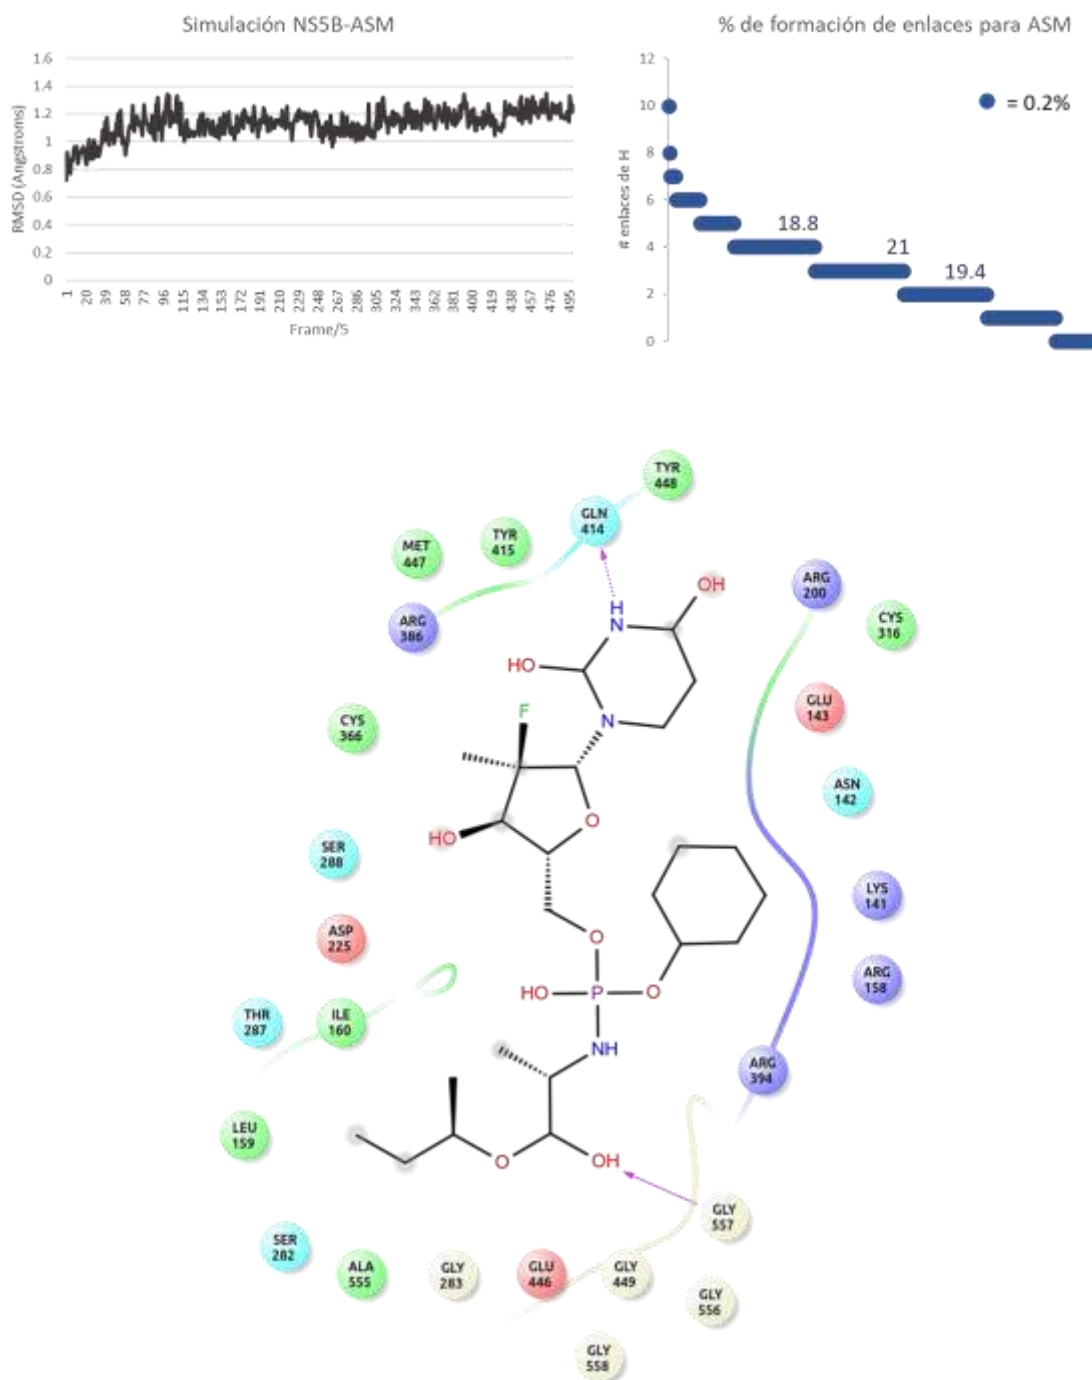 Simulación NS5B-ASM
1.6
1.4
1.2
1
0.8
0.6
0.4
0.2
0
RMSD (Angstroms)
1 20 39 58 77 96 115 134 153 172 191 210 229 248 267 286 305 324 343 362 381 400 419 438 457 476 495
Frame/5
% de formación de enlaces para ASM
12
10
8
6
4
2
0
# enlaces de H
= 0.2%
18.8
21
19.4
TYR
448
GLN
414
TYR
415
MET
447
ARG
386
ARG
200
CYS
316
GLU
143
CYS
366
ASN
142
SER
288
LYS
141
ASP
225
ARG
158
THR
287
ILE
160
ARG
394
LEU
159
GLY
557
SER
282
ALA
555
GLY
283
GLU
446
GLY
449
GLY
556
GLY
558
H
N
OH
HO
N
F
O
HO
O
HO
P
O
NH
O
OH